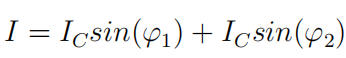 I = I_C sin(φ_1) + I_C sin(φ_2)